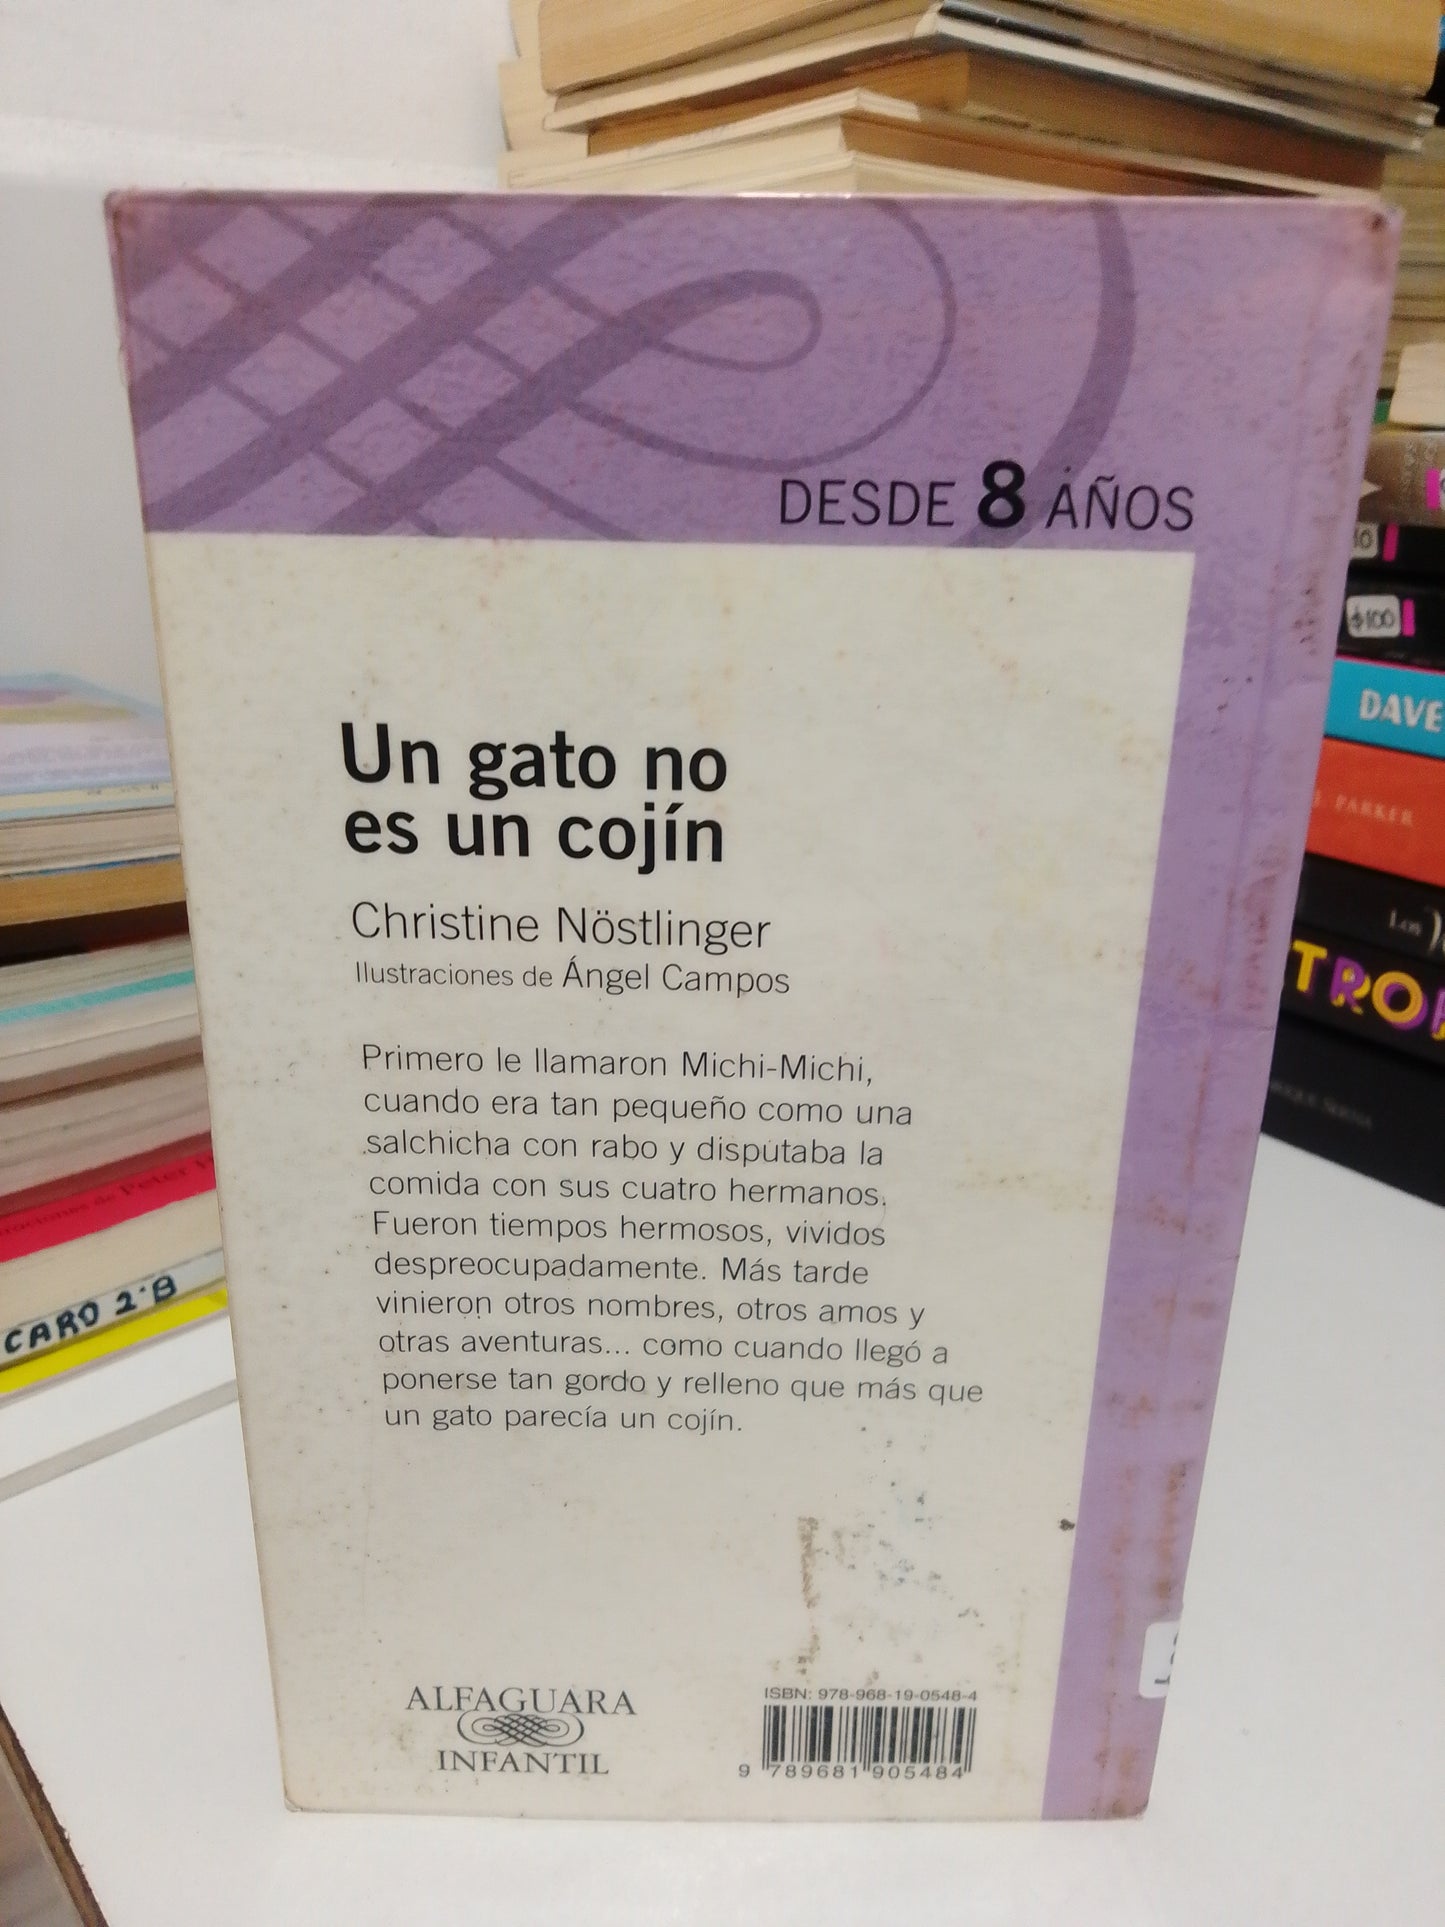 DESDE 8 AÑOS
Un gato no
es un cojín
Christine Nöstlinger
Ilustraciones de Ángel Campos
Primero le llamaron Michi-Michi,
cuando era tan pequeño como una
salchicha con rabo y disputaba la
comida con sus cuatro hermanos.
Fueron tiempos hermosos, vividos
despreocupadamente. Más tarde
vinieron otros nombres, otros amos y
otras aventuras... como cuando llegó a
ponerse tan gordo y relleno que más que
un gato parecía un cojín.
ALFAGUARA
INFANTIL
ISBN: 978-968-19-0548-4
9 789681 905484
CARO 2°B
$100
DAVE
PARKER
Los